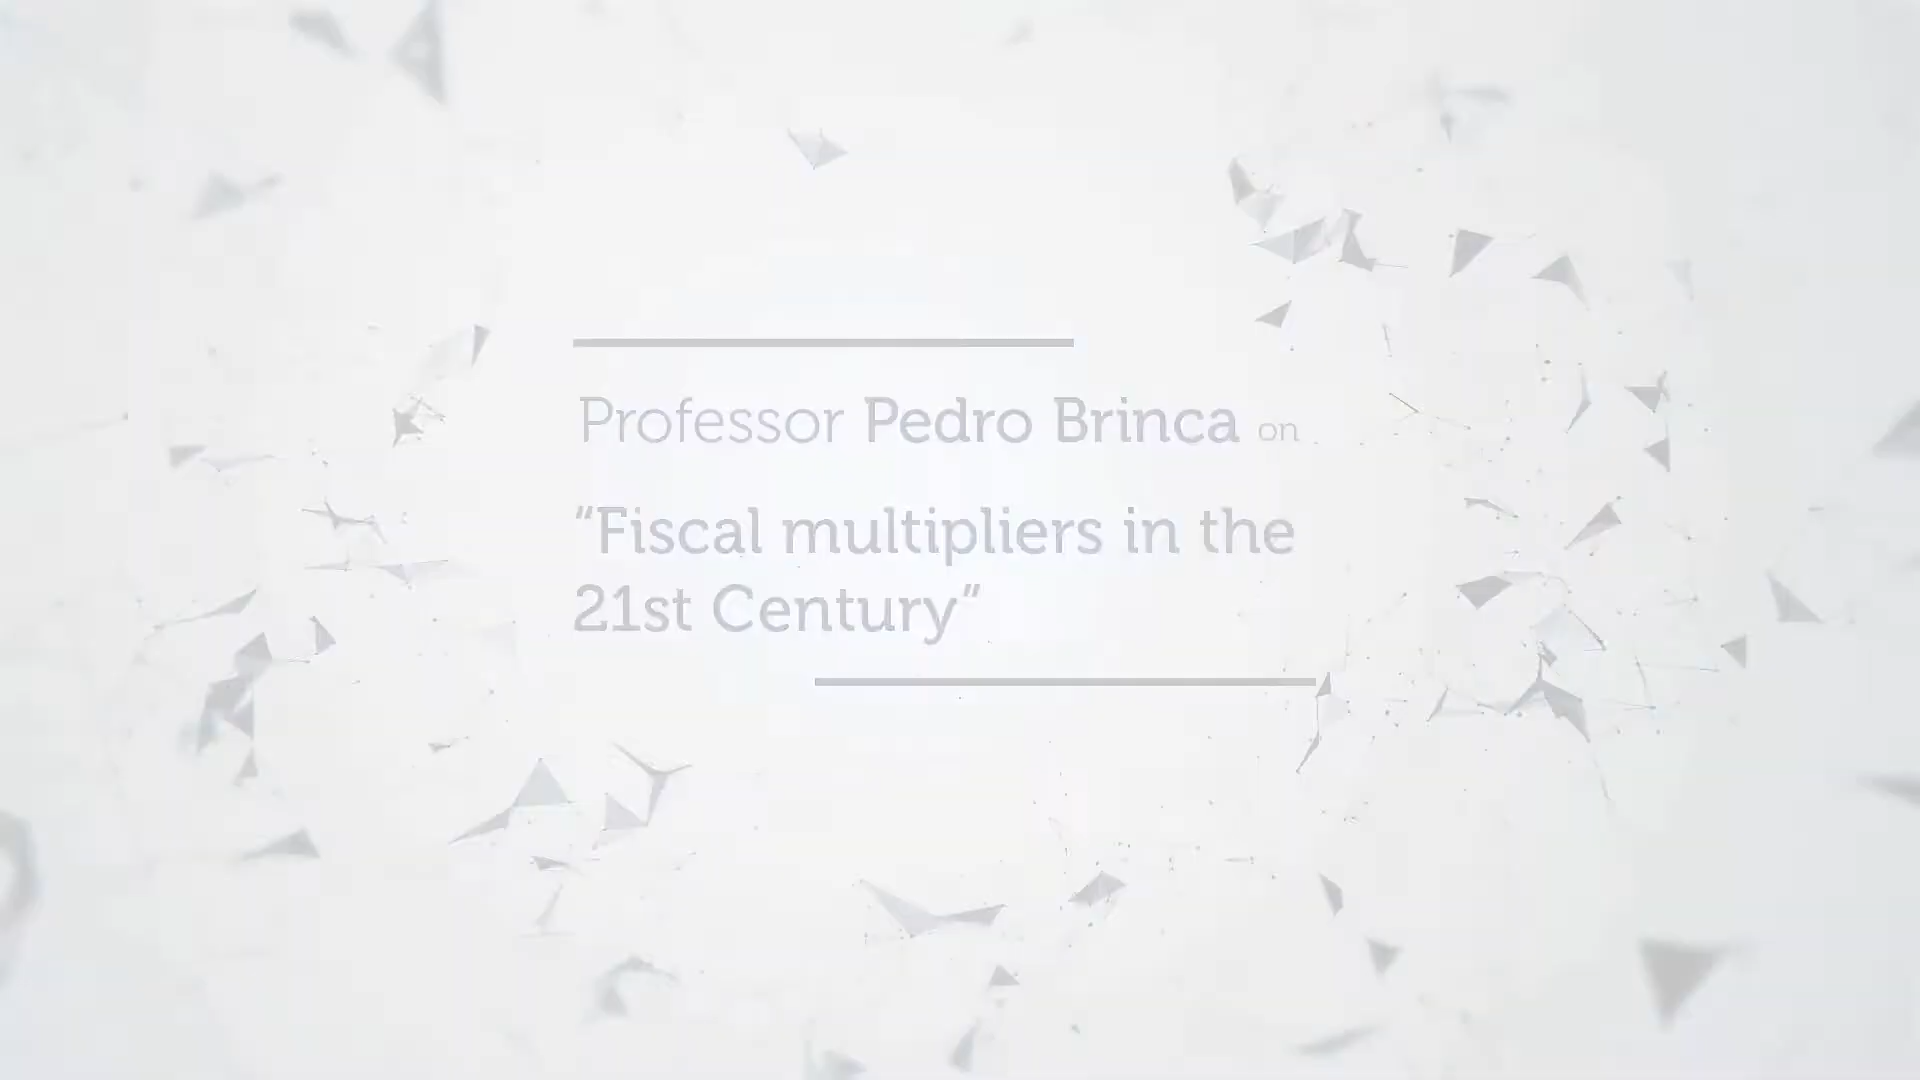 Professor Pedro Brinca on
“Fiscal multipliers in the
21st Century”